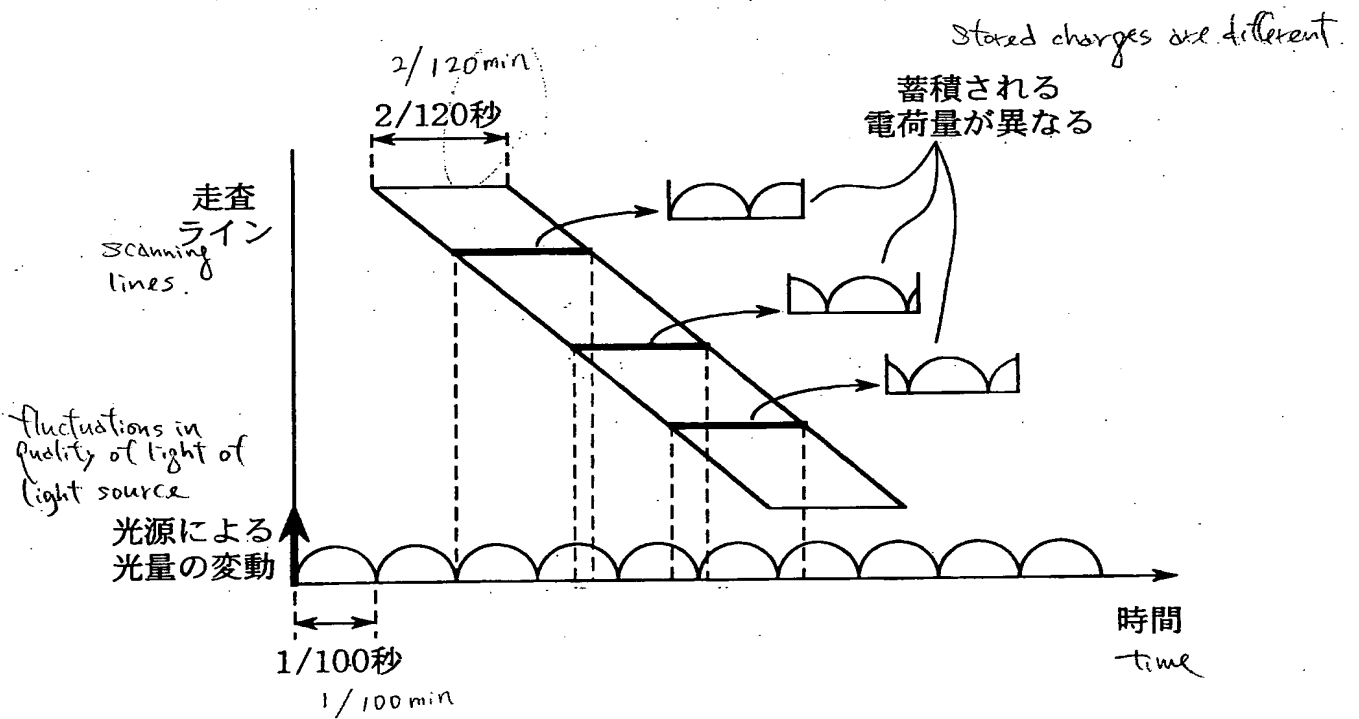 Stored charges are different.
2/120min
2/120秒
蓄積される
電荷量が異なる
走査
ライン
scanning
lines.
fluctuations in
quality of light of
light source
光源による
光量の変動
1/100秒
1/100min
時間
time